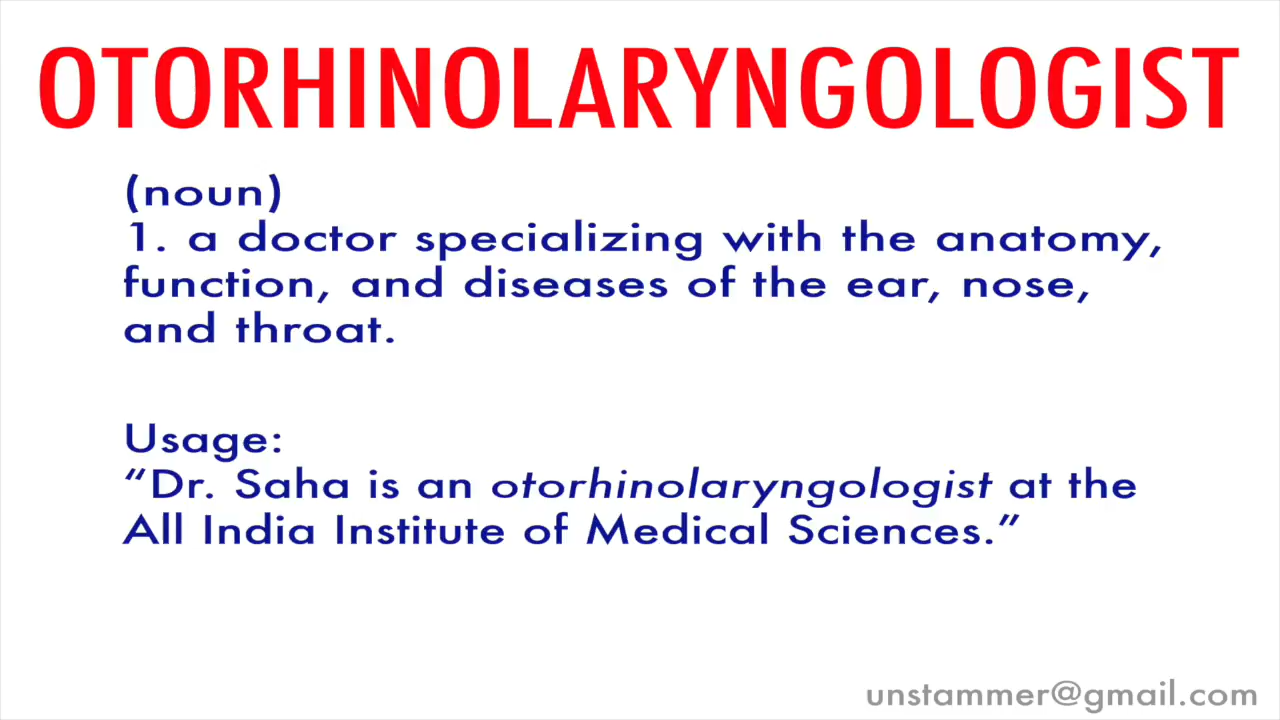 OTORHINOLARYNGOLOGIST
(noun)
1. a doctor specializing with the anatomy,
function, and diseases of the ear, nose,
and throat.
Usage:
“Dr. Saha is an otorhinolaryngologist at the
All India Institute of Medical Sciences.”
unstammer@gmail.com